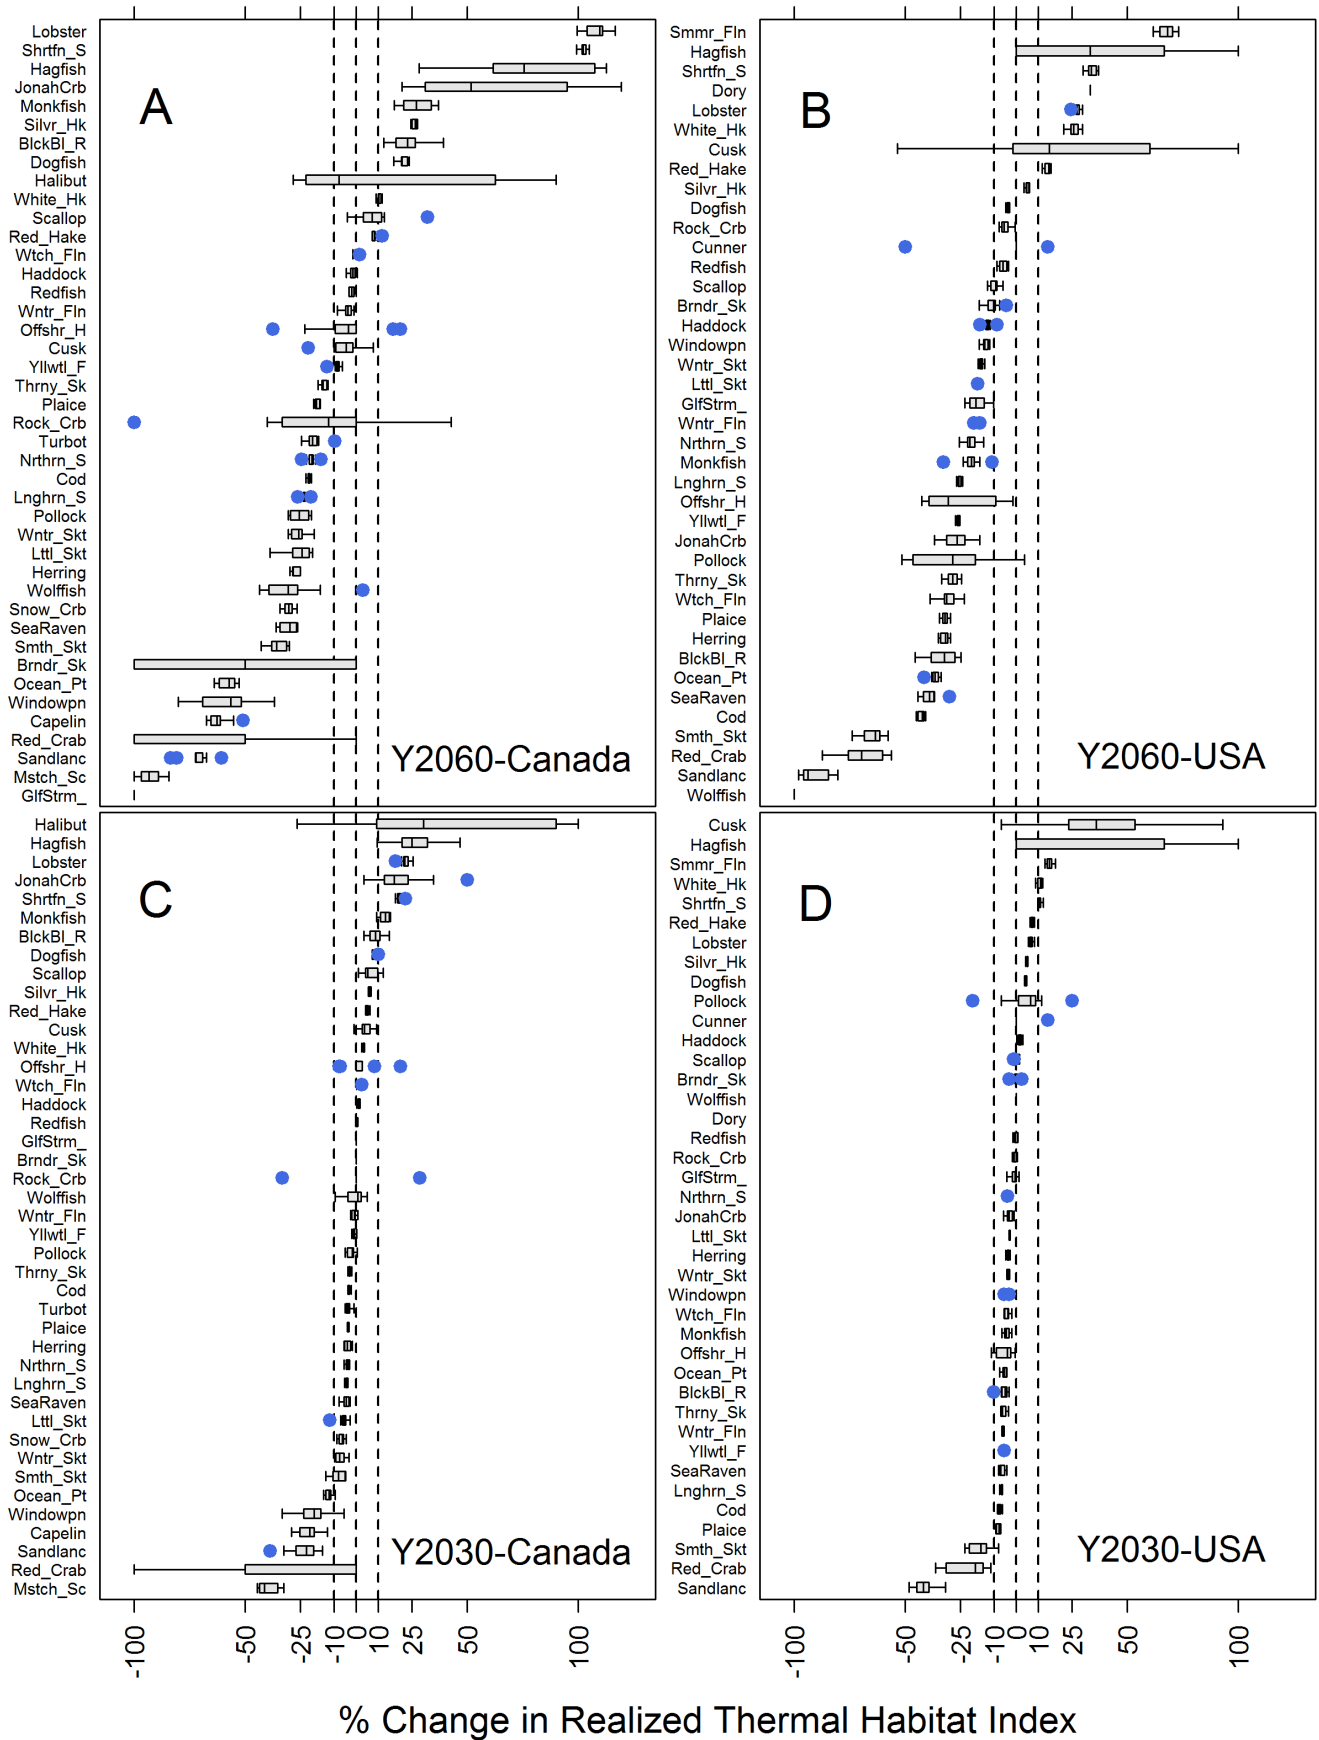 Lobster
Shrtfn_S
Hagfish
JonahCrb
Monkfish
Silvr_Hk
BlckBl_R
Dogfish
Halibut
White_Hk
Scallop
Red_Hake
Wtch_Fln
Haddock
Redfish
Wntr_Fln
Offshr_H
Cusk
Yllwtl_F
Thrny_Sk
Plaice
Rock_Crb
Turbot
Nrthrn_S
Cod
Lnghrn_S
Pollock
Wntr_Skt
Lttl_Skt
Herring
Wolffish
Snow_Crb
SeaRaven
Smth_Skt
Brndr_Sk
Ocean_Pt
Windowpn
Capelin
Red_Crab
Sandlanc
Mstch_Sc
GlfStrm_
A
Y2060-Canada
Smmr_Fln
Hagfish
Shrtfn_S
Dory
Lobster
White_Hk
Cusk
Red_Hake
Silvr_Hk
Dogfish
Rock_Crb
Cunner
Redfish
Scallop
Brndr_Sk
Haddock
Windowpn
Wntr_Skt
Lttl_Skt
GlfStrm_
Wntr_Fln
Nrthrn_S
Monkfish
Lnghrn_S
Offshr_H
Yllwtl_F
JonahCrb
Pollock
Thrny_Sk
Wtch_Fln
Plaice
Herring
BlckBl_R
Ocean_Pt
SeaRaven
Cod
Smth_Skt
Red_Crab
Sandlanc
Wolffish
B
Y2060-USA
Halibut
Hagfish
Lobster
JonahCrb
Shrtfn_S
Monkfish
BlckBl_R
Dogfish
Scallop
Silvr_Hk
Red_Hake
Cusk
White_Hk
Offshr_H
Wtch_Fln
Haddock
Redfish
GlfStrm_
Brndr_Sk
Rock_Crb
Wolffish
Wntr_Fln
Yllwtl_F
Pollock
Thrny_Sk
Cod
Turbot
Plaice
Herring
Nrthrn_S
Lnghrn_S
SeaRaven
Lttl_Skt
Snow_Crb
Wntr_Skt
Smth_Skt
Ocean_Pt
Windowpn
Capelin
Sandlanc
Red_Crab
Mstch_Sc
C
Y2030-Canada
-100
-50
-25
-10
0
10
25
50
100
Cusk
Hagfish
Smmr_Fln
White_Hk
Shrtfn_S
Red_Hake
Lobster
Silvr_Hk
Dogfish
Pollock
Cunner
Haddock
Scallop
Brndr_Sk
Wolffish
Dory
Redfish
Rock_Crb
GlfStrm_
Nrthrn_S
JonahCrb
Lttl_Skt
Herring
Wntr_Skt
Windowpn
Wtch_Fln
Monkfish
Offshr_H
Ocean_Pt
BlckBl_R
Thrny_Sk
Wntr_Fln
Yllwtl_F
SeaRaven
Lnghrn_S
Cod
Plaice
Smth_Skt
Red_Crab
Sandlanc
D
Y2030-USA
-100
-50
-25
-10
0
10
25
50
100
% Change in Realized Thermal Habitat Index